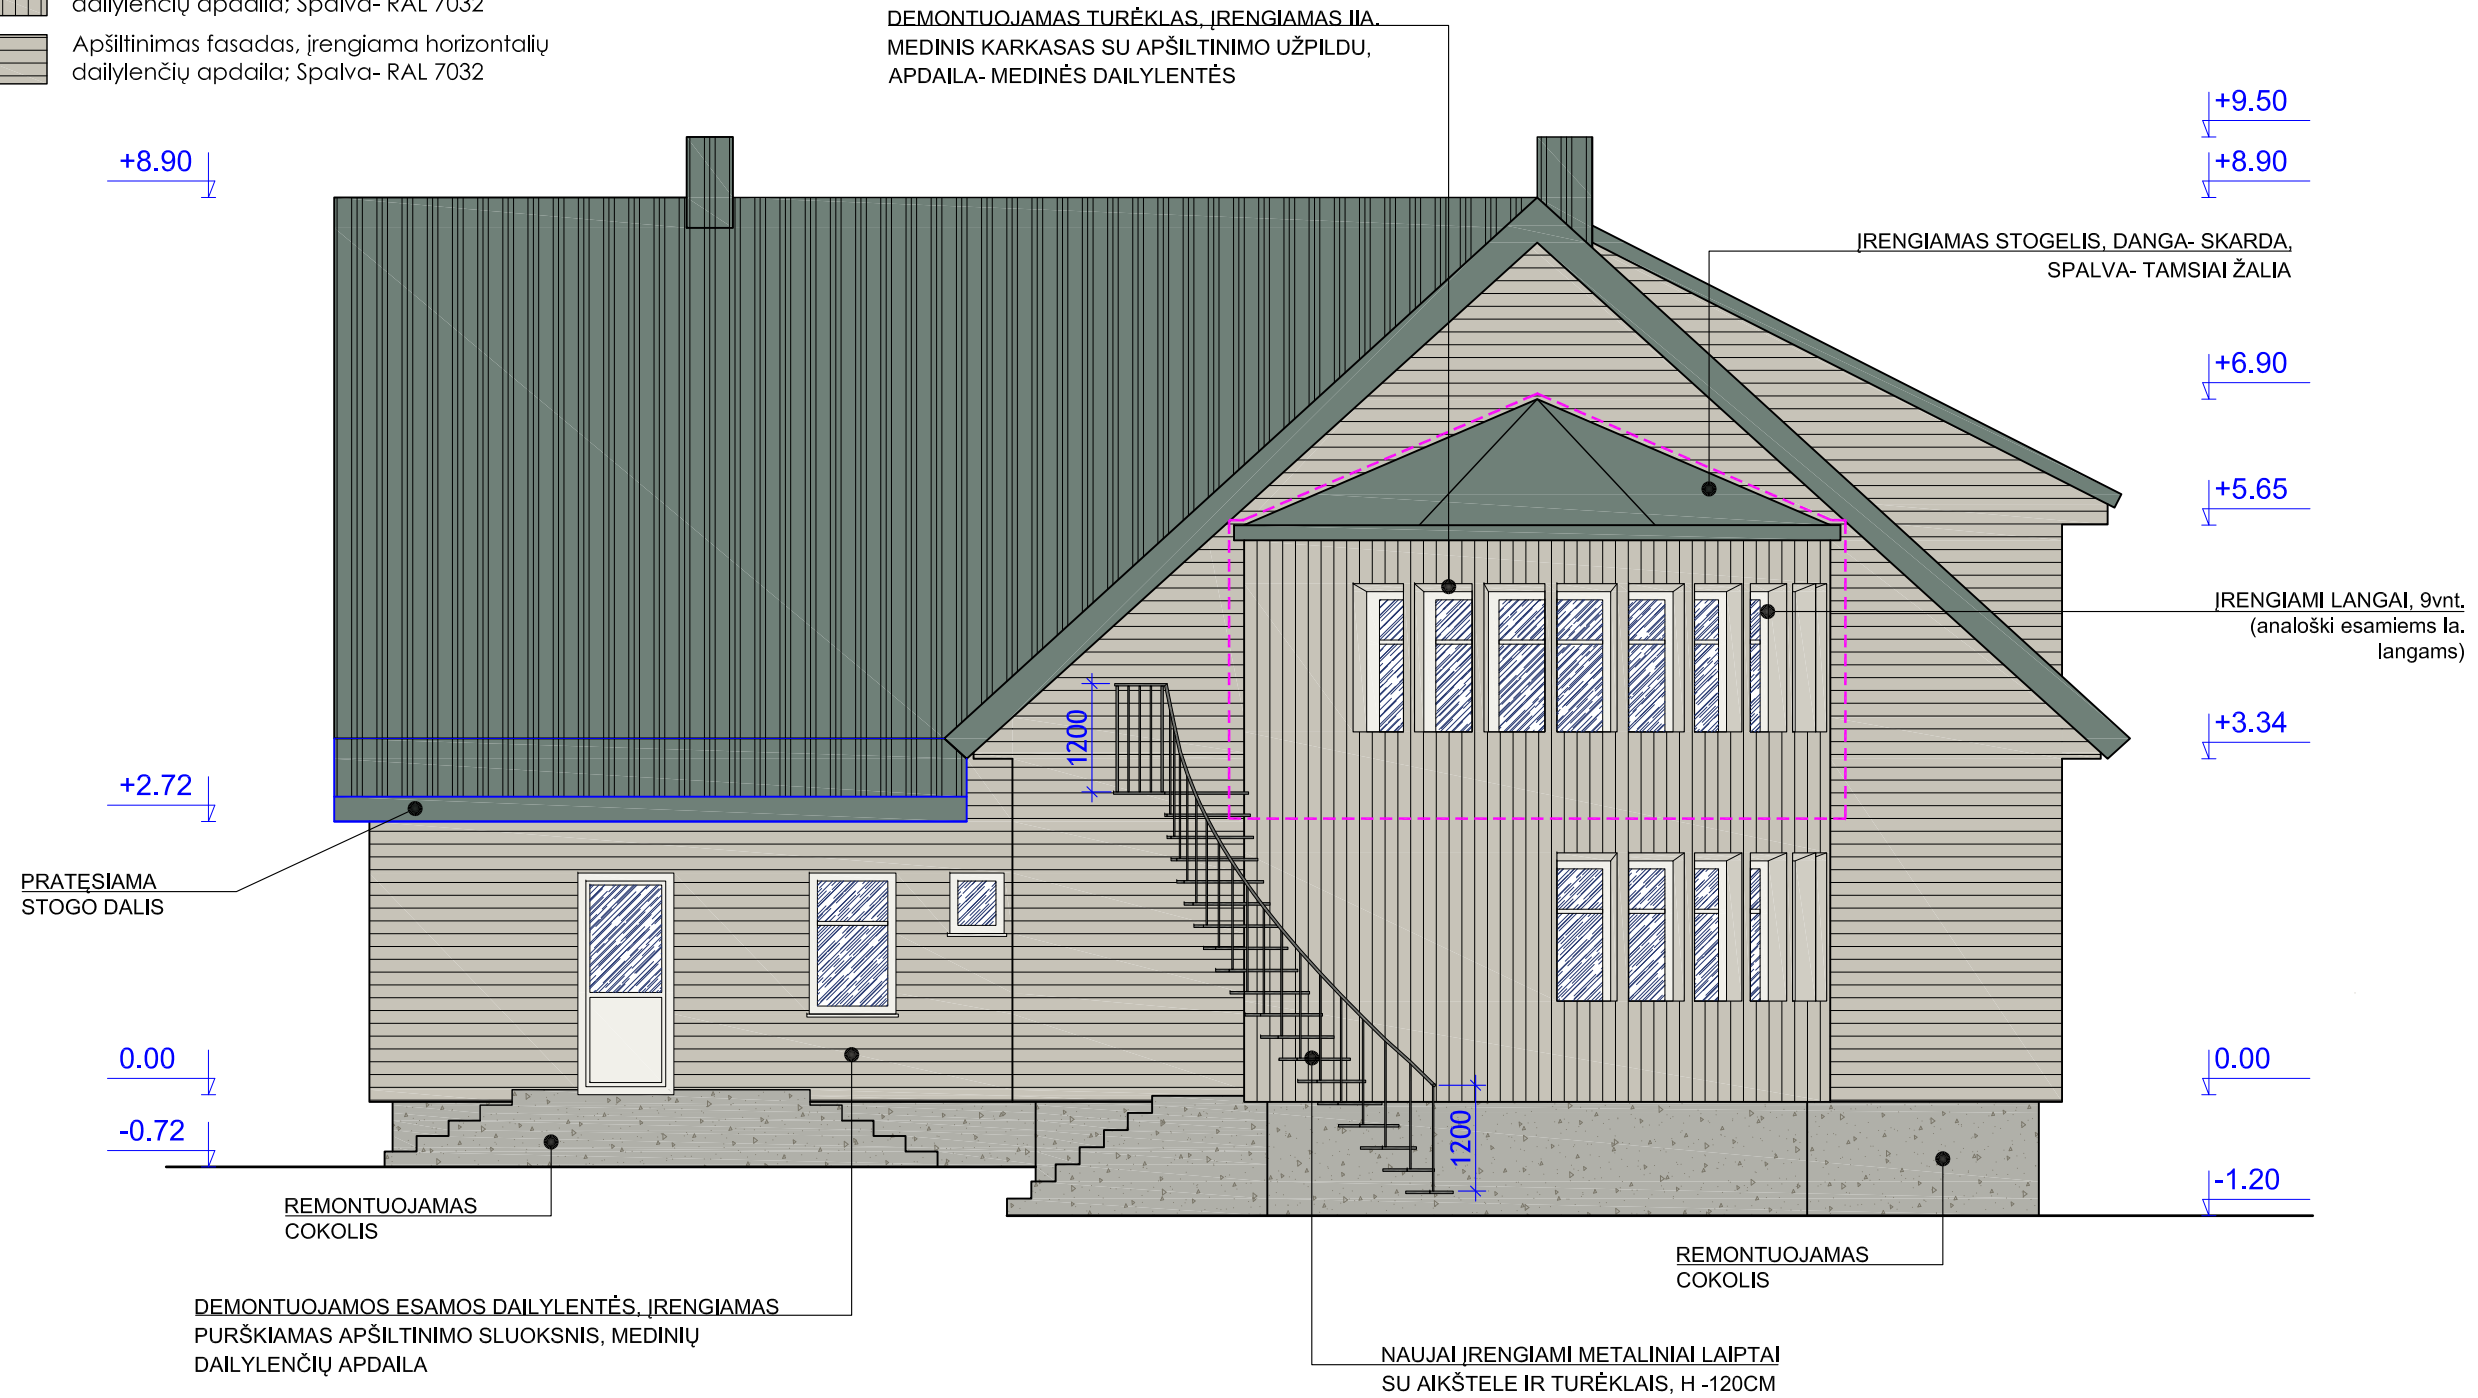 dailylenčių apdaila; Spalva- RAL 7032
Apšiltinimas fasadas, įrengiama horizontalių
dailylenčių apdaila; Spalva- RAL 7032
DEMONTUOJAMAS TURĖKLAS, ĮRENGIAMAS IIA.
MEDINIS KARKASAS SU APŠILTINIMO UŽPILDU,
APDAILA- MEDINĖS DAILYLENTĖS
+9.50
+8.90
+8.90
ĮRENGIAMAS STOGELIS, DANGA- SKARDA,
SPALVA- TAMSIAI ŽALIA
+6.90
+5.65
ĮRENGIAMI LANGAI, 9vnt.
(analoški esamiems Ia.
langams)
+3.34
1200
+2.72
PRATĘSIAMA
STOGO DALIS
0.00
0.00
-0.72
1200
-1.20
REMONTUOJAMAS
COKOLIS
REMONTUOJAMAS
COKOLIS
DEMONTUOJAMOS ESAMOS DAILYLENTĖS, ĮRENGIAMAS
PURŠKIAMAS APŠILTINIMO SLUOKSNIS, MEDINIŲ
DAILYLENČIŲ APDAILA
NAUJAI ĮRENGIAMI METALINIAI LAIPTAI
SU AIKŠTELE IR TURĖKLAIS, H -120CM